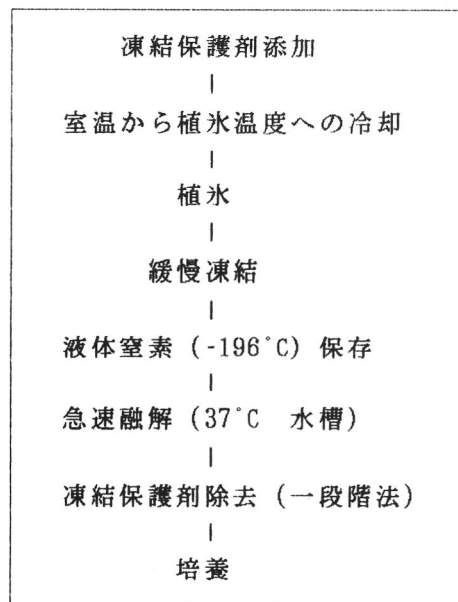 凍結保護剤添加
室温から植氷温度への冷却
植氷
緩慢凍結
液体窒素 (-196°C) 保存
急速融解 (37°C 水槽)
凍結保護剤除去 (一段階法)
培養